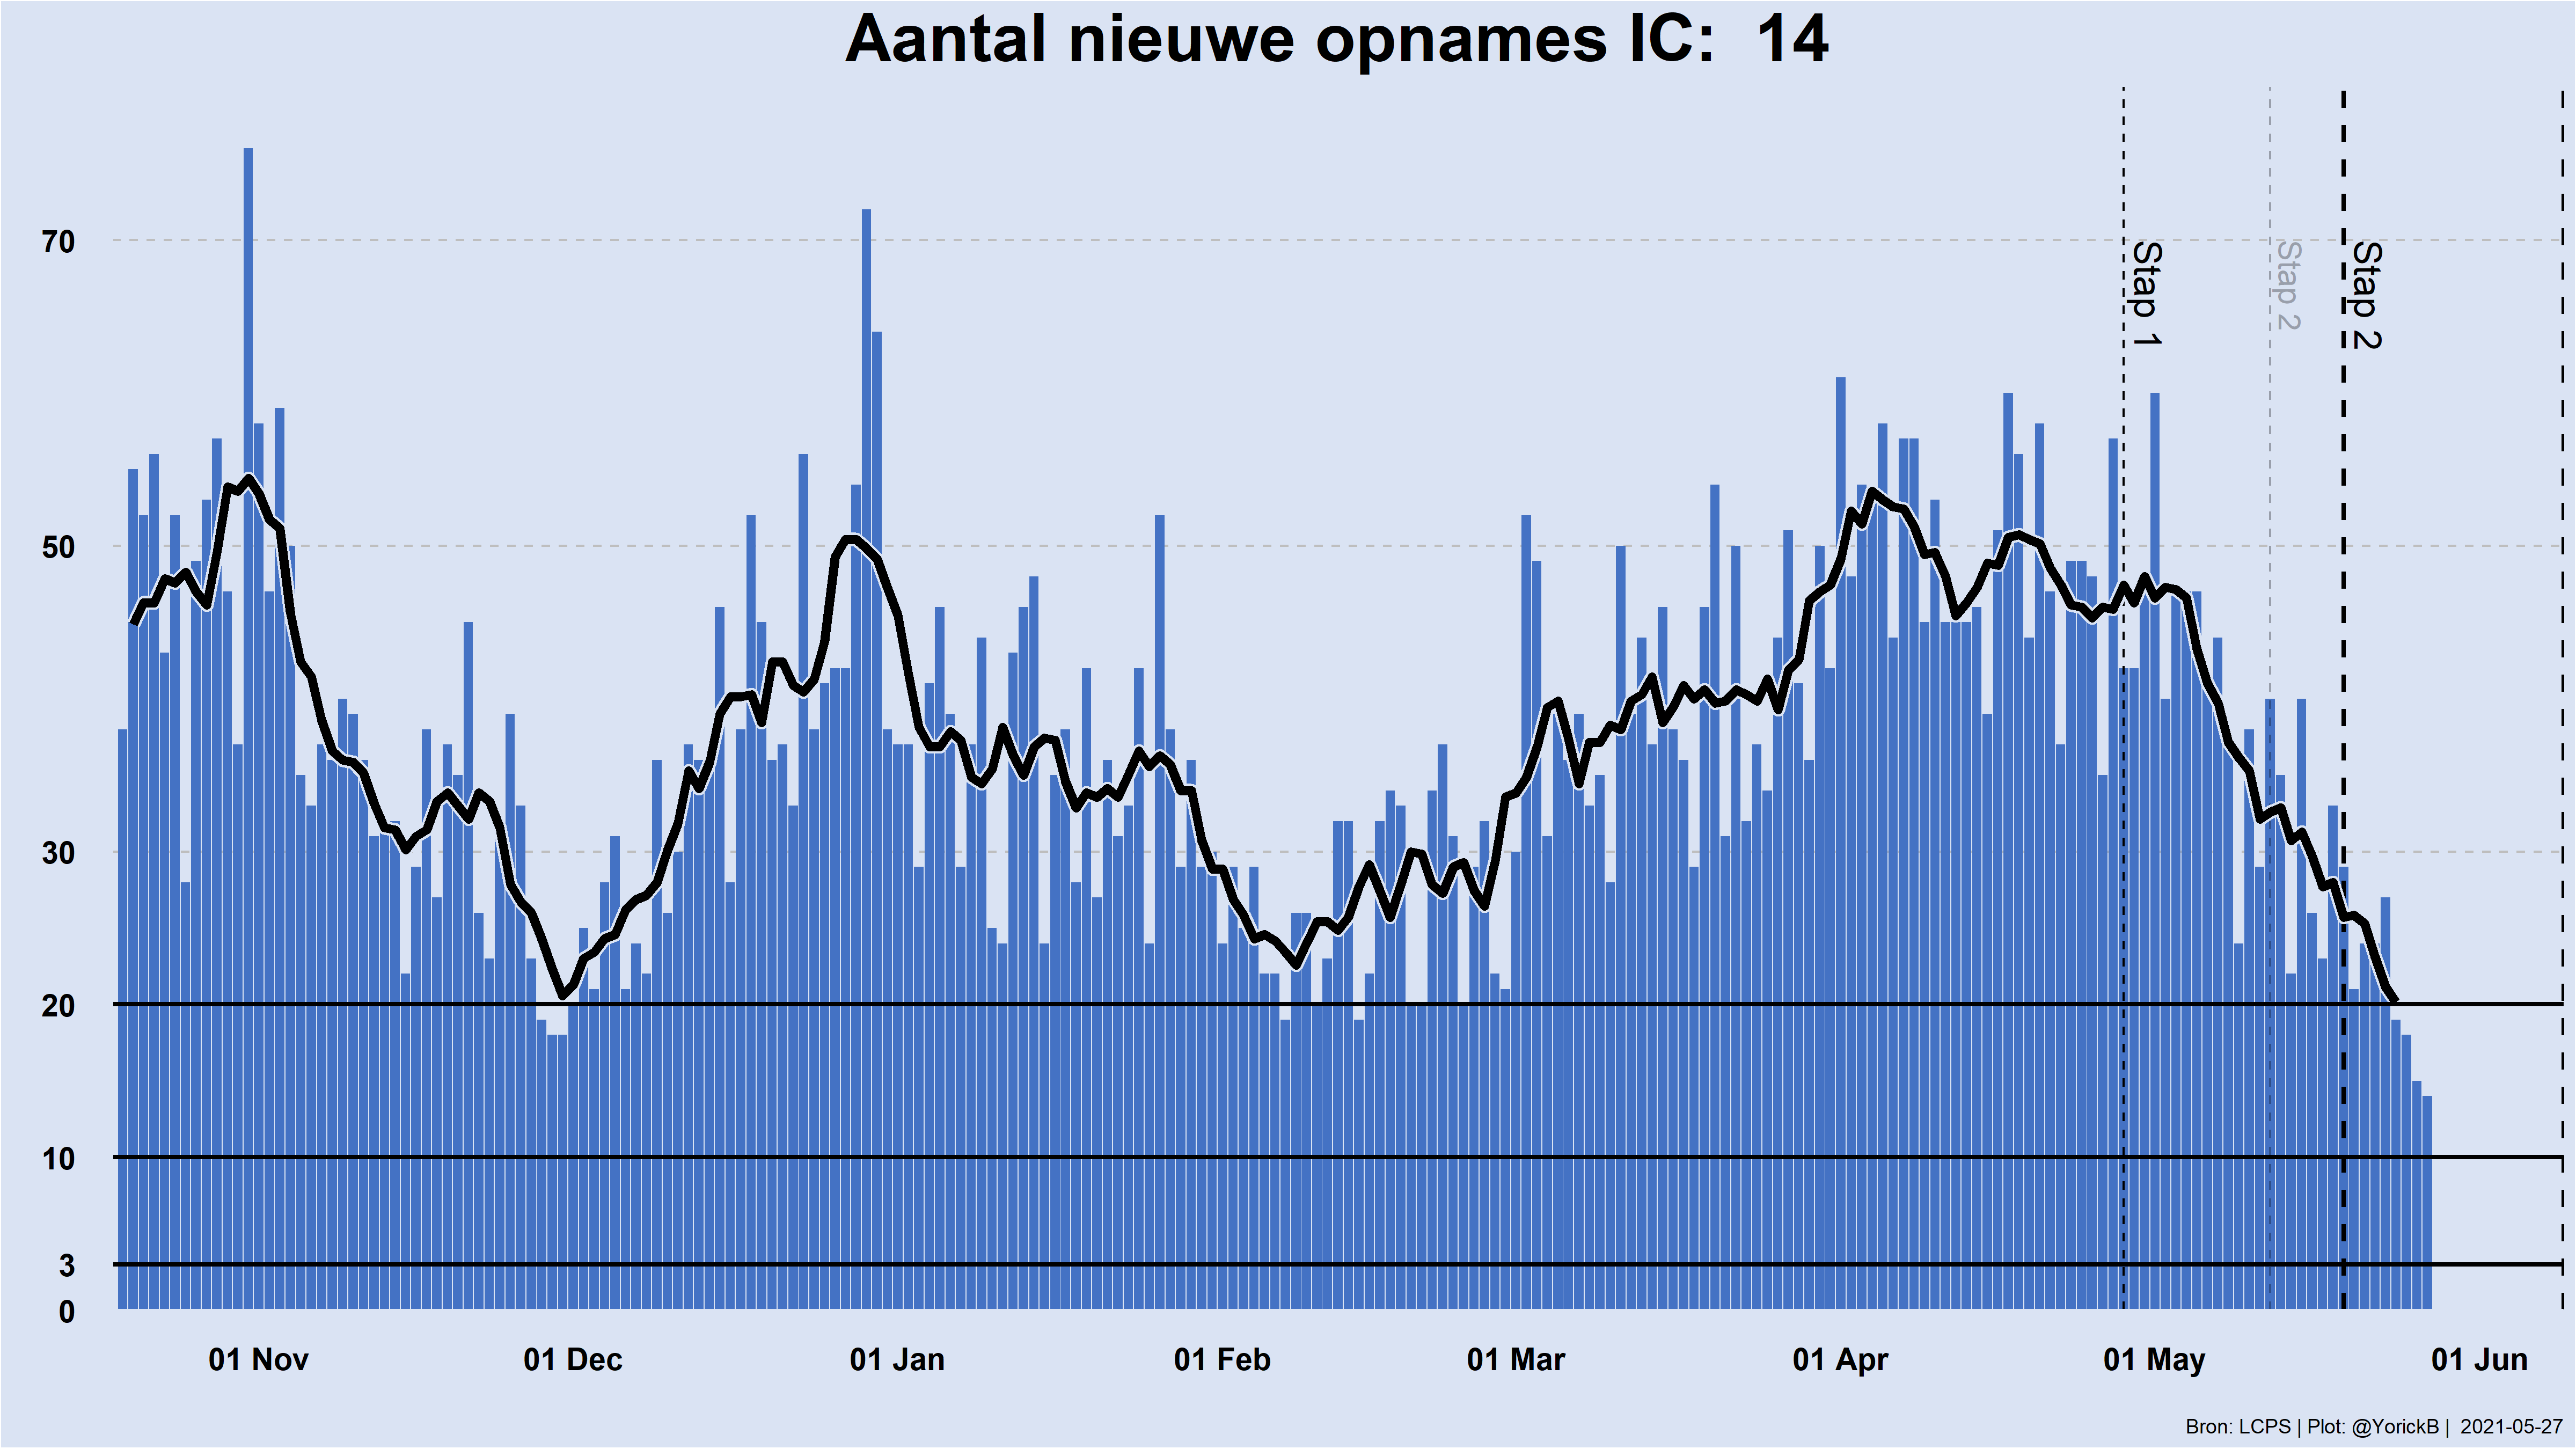 Aantal nieuwe opnames IC: 14
70
50
30
20
10
3
0
Stap 1
Stap 2
Stap 2
01 Nov
01 Dec
01 Jan
01 Feb
01 Mar
01 Apr
01 May
01 Jun
Bron: LCPS | Plot: @YorickB | 2021-05-27